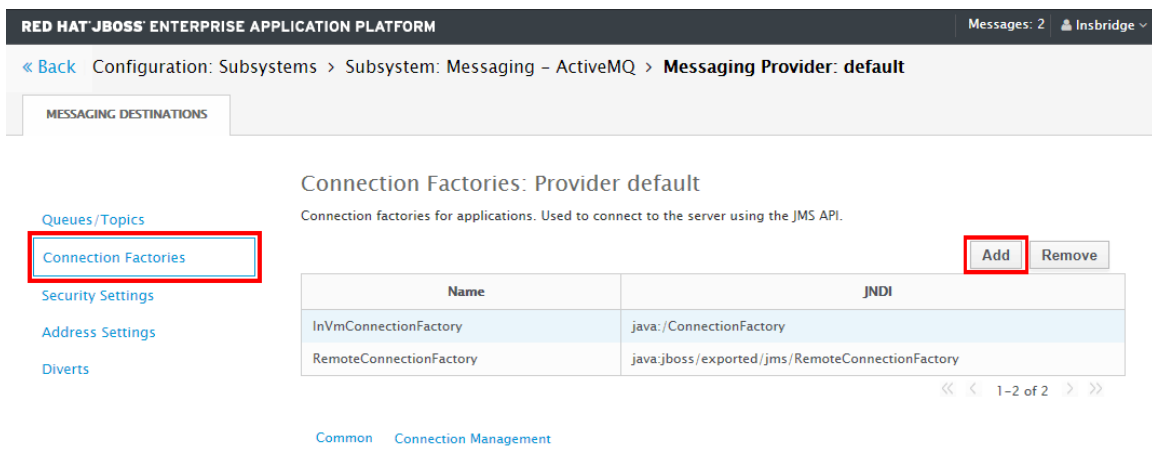 RED HAT JBOSS ENTERPRISE APPLICATION PLATFORM
Messages: 2 Insbridge
« Back Configuration: Subsystems > Subsystem: Messaging – ActiveMQ > Messaging Provider: default
MESSAGING DESTINATIONS
Queues/Topics
Connection Factories
Security Settings
Address Settings
Diverts
Connection Factories: Provider default
Connection factories for applications. Used to connect to the server using the JMS API.
Add Remove
Name JNDI
InVmConnectionFactory java:/ConnectionFactory
RemoteConnectionFactory java:jboss/exported/jms/RemoteConnectionFactory
« < 1-2 of 2 > »
Common Connection Management